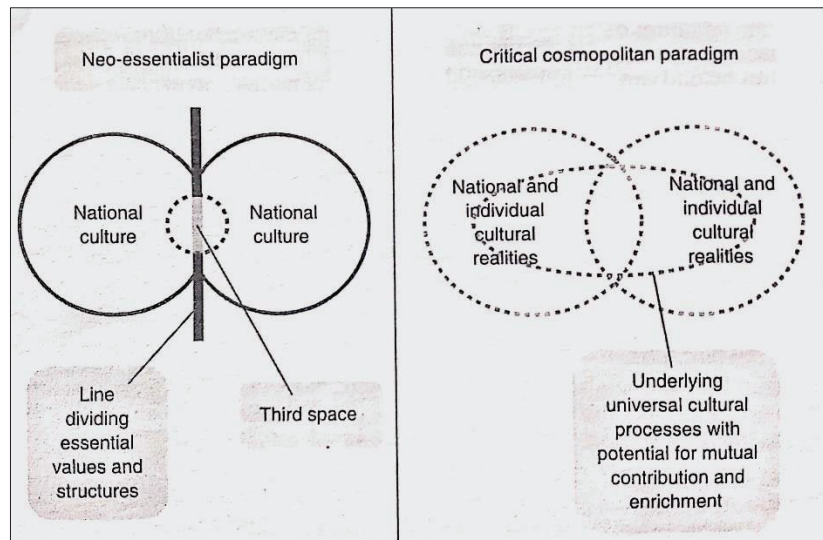 Neo-essentialist paradigm
National
culture
National
culture
Line
dividing
essential
values and
structures
Third space
Critical cosmopolitan paradigm
National and
individual
cultural
realities
National and
individual
cultural
realities
Underlying
universal cultural
processes with
potential for mutual
contribution and
enrichment